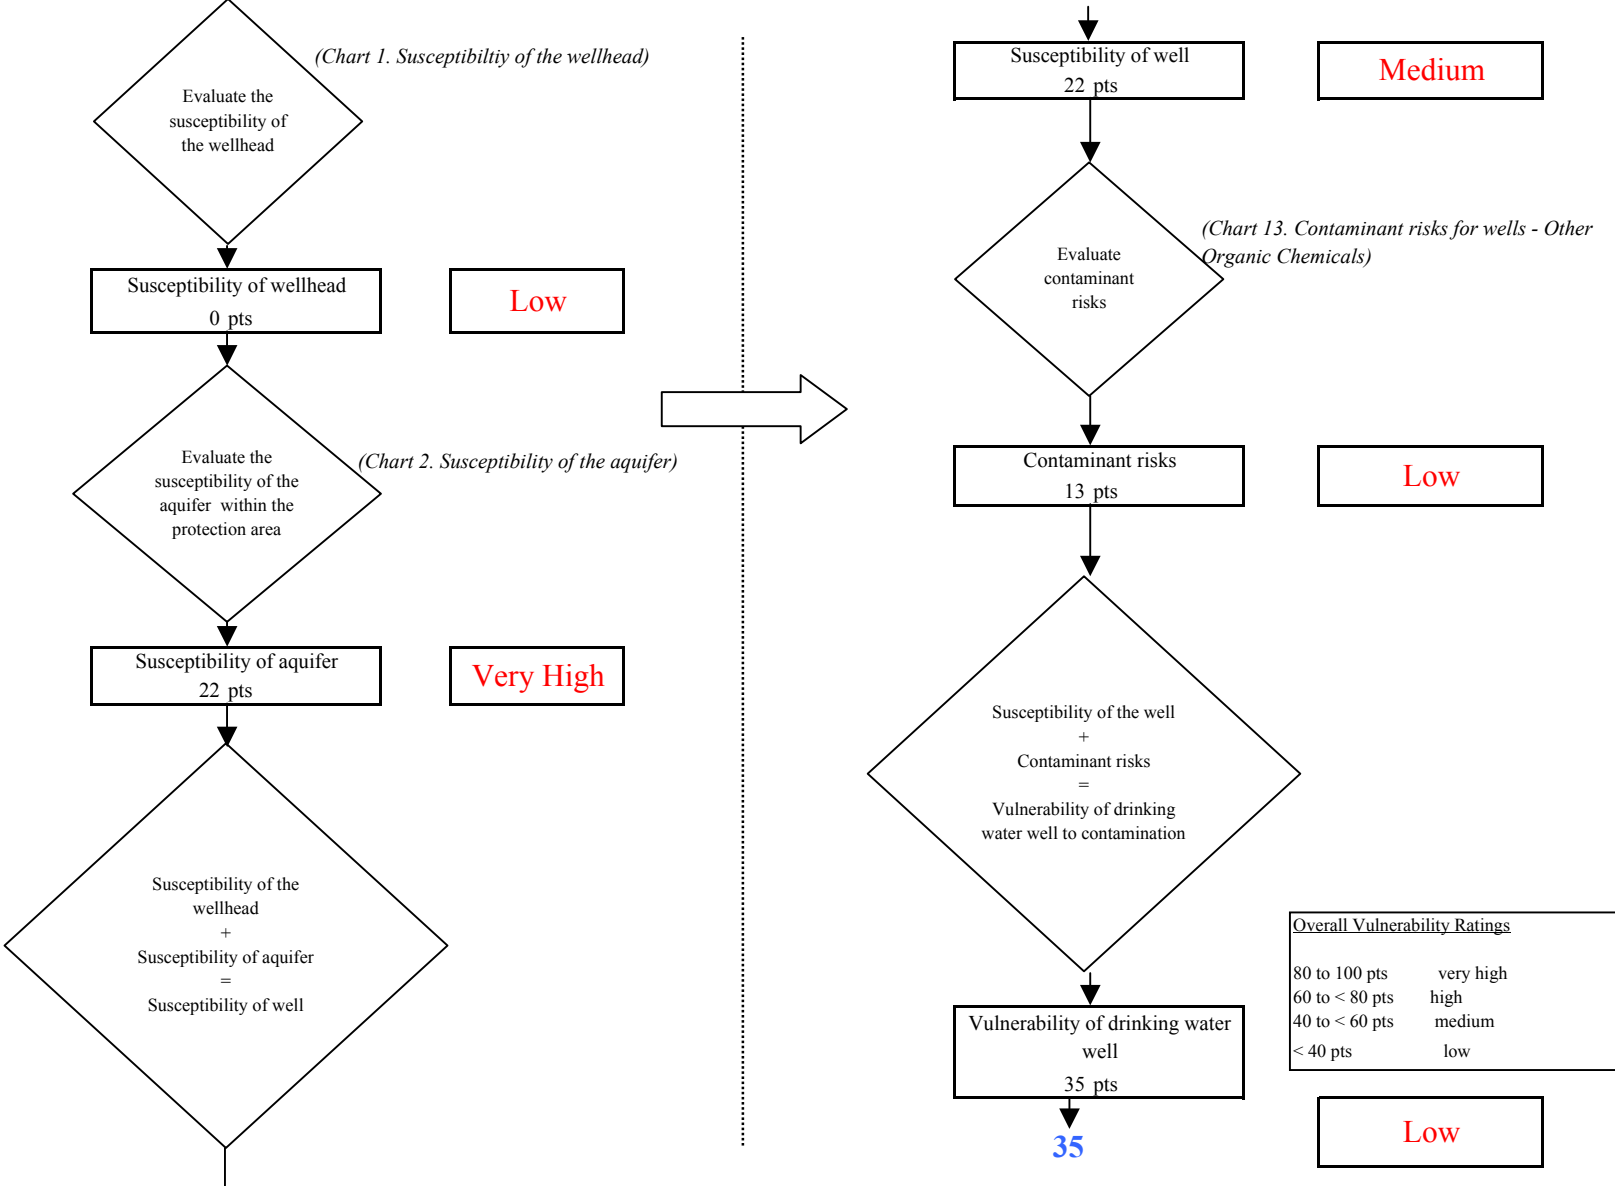 (Chart 1. Susceptibiltiy of the wellhead)
Evaluate the
susceptibility of
the wellhead
Susceptibility of wellhead
0 pts
Low
Evaluate the
susceptibility of the
aquifer within the
protection area
(Chart 2. Susceptibility of the aquifer)
Susceptibility of aquifer
22 pts
Very High
Susceptibility of the
wellhead
+
Susceptibility of aquifer
=
Susceptibility of well
Susceptibility of well
22 pts
Medium
(Chart 13. Contaminant risks for wells - Other
Organic Chemicals)
Evaluate
contaminant
risks
Contaminant risks
13 pts
Low
Susceptibility of the well
+
Contaminant risks
=
Vulnerability of drinking
water well to contamination
Overall Vulnerability Ratings
80 to 100 pts very high
60 to < 80 pts high
40 to < 60 pts medium
< 40 pts low
Vulnerability of drinking water
well
35 pts
35
Low